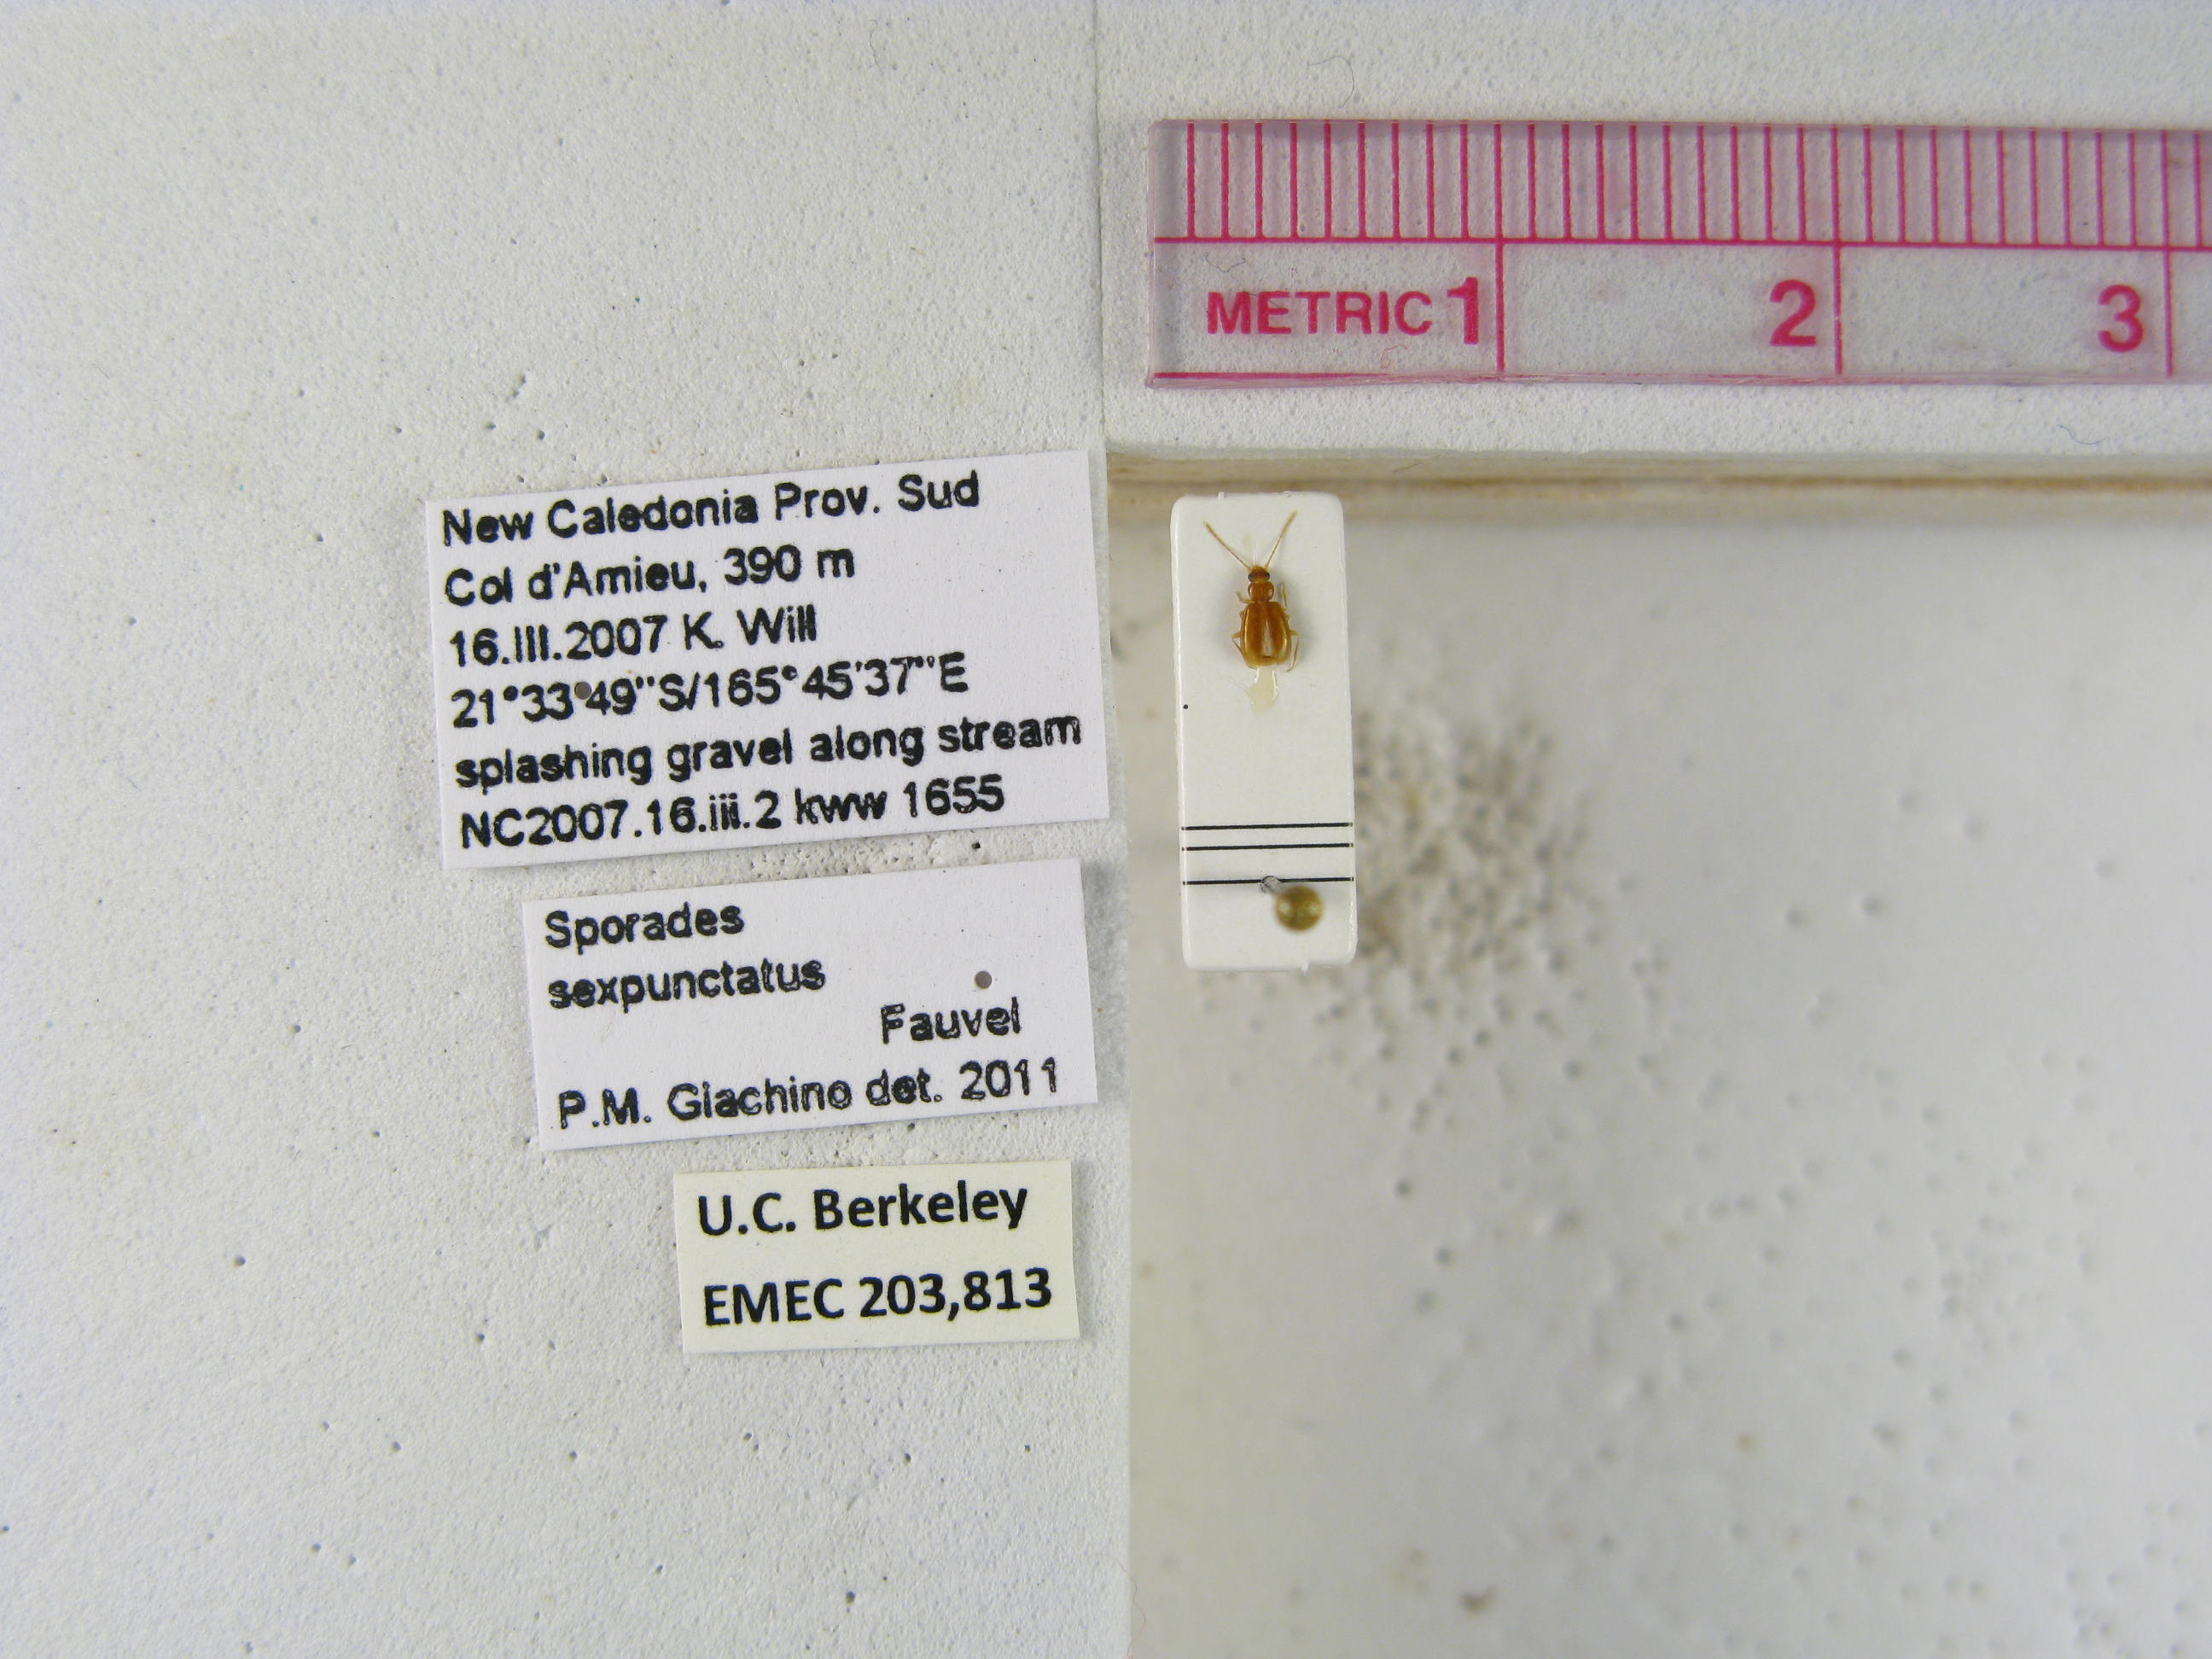 New Caledonia Prov. Sud
Col d'Amieu, 390 m
16.III.2007 K. Will
21°33'49"S/165°45'37"E
splashing gravel along stream
NC2007.16.iii.2 kww 1655
Sporades
sexpunctatus
Fauvel
P.M. Giachino det. 2011
U.C. Berkeley
EMEC 203,813
METRIC 1 2 3